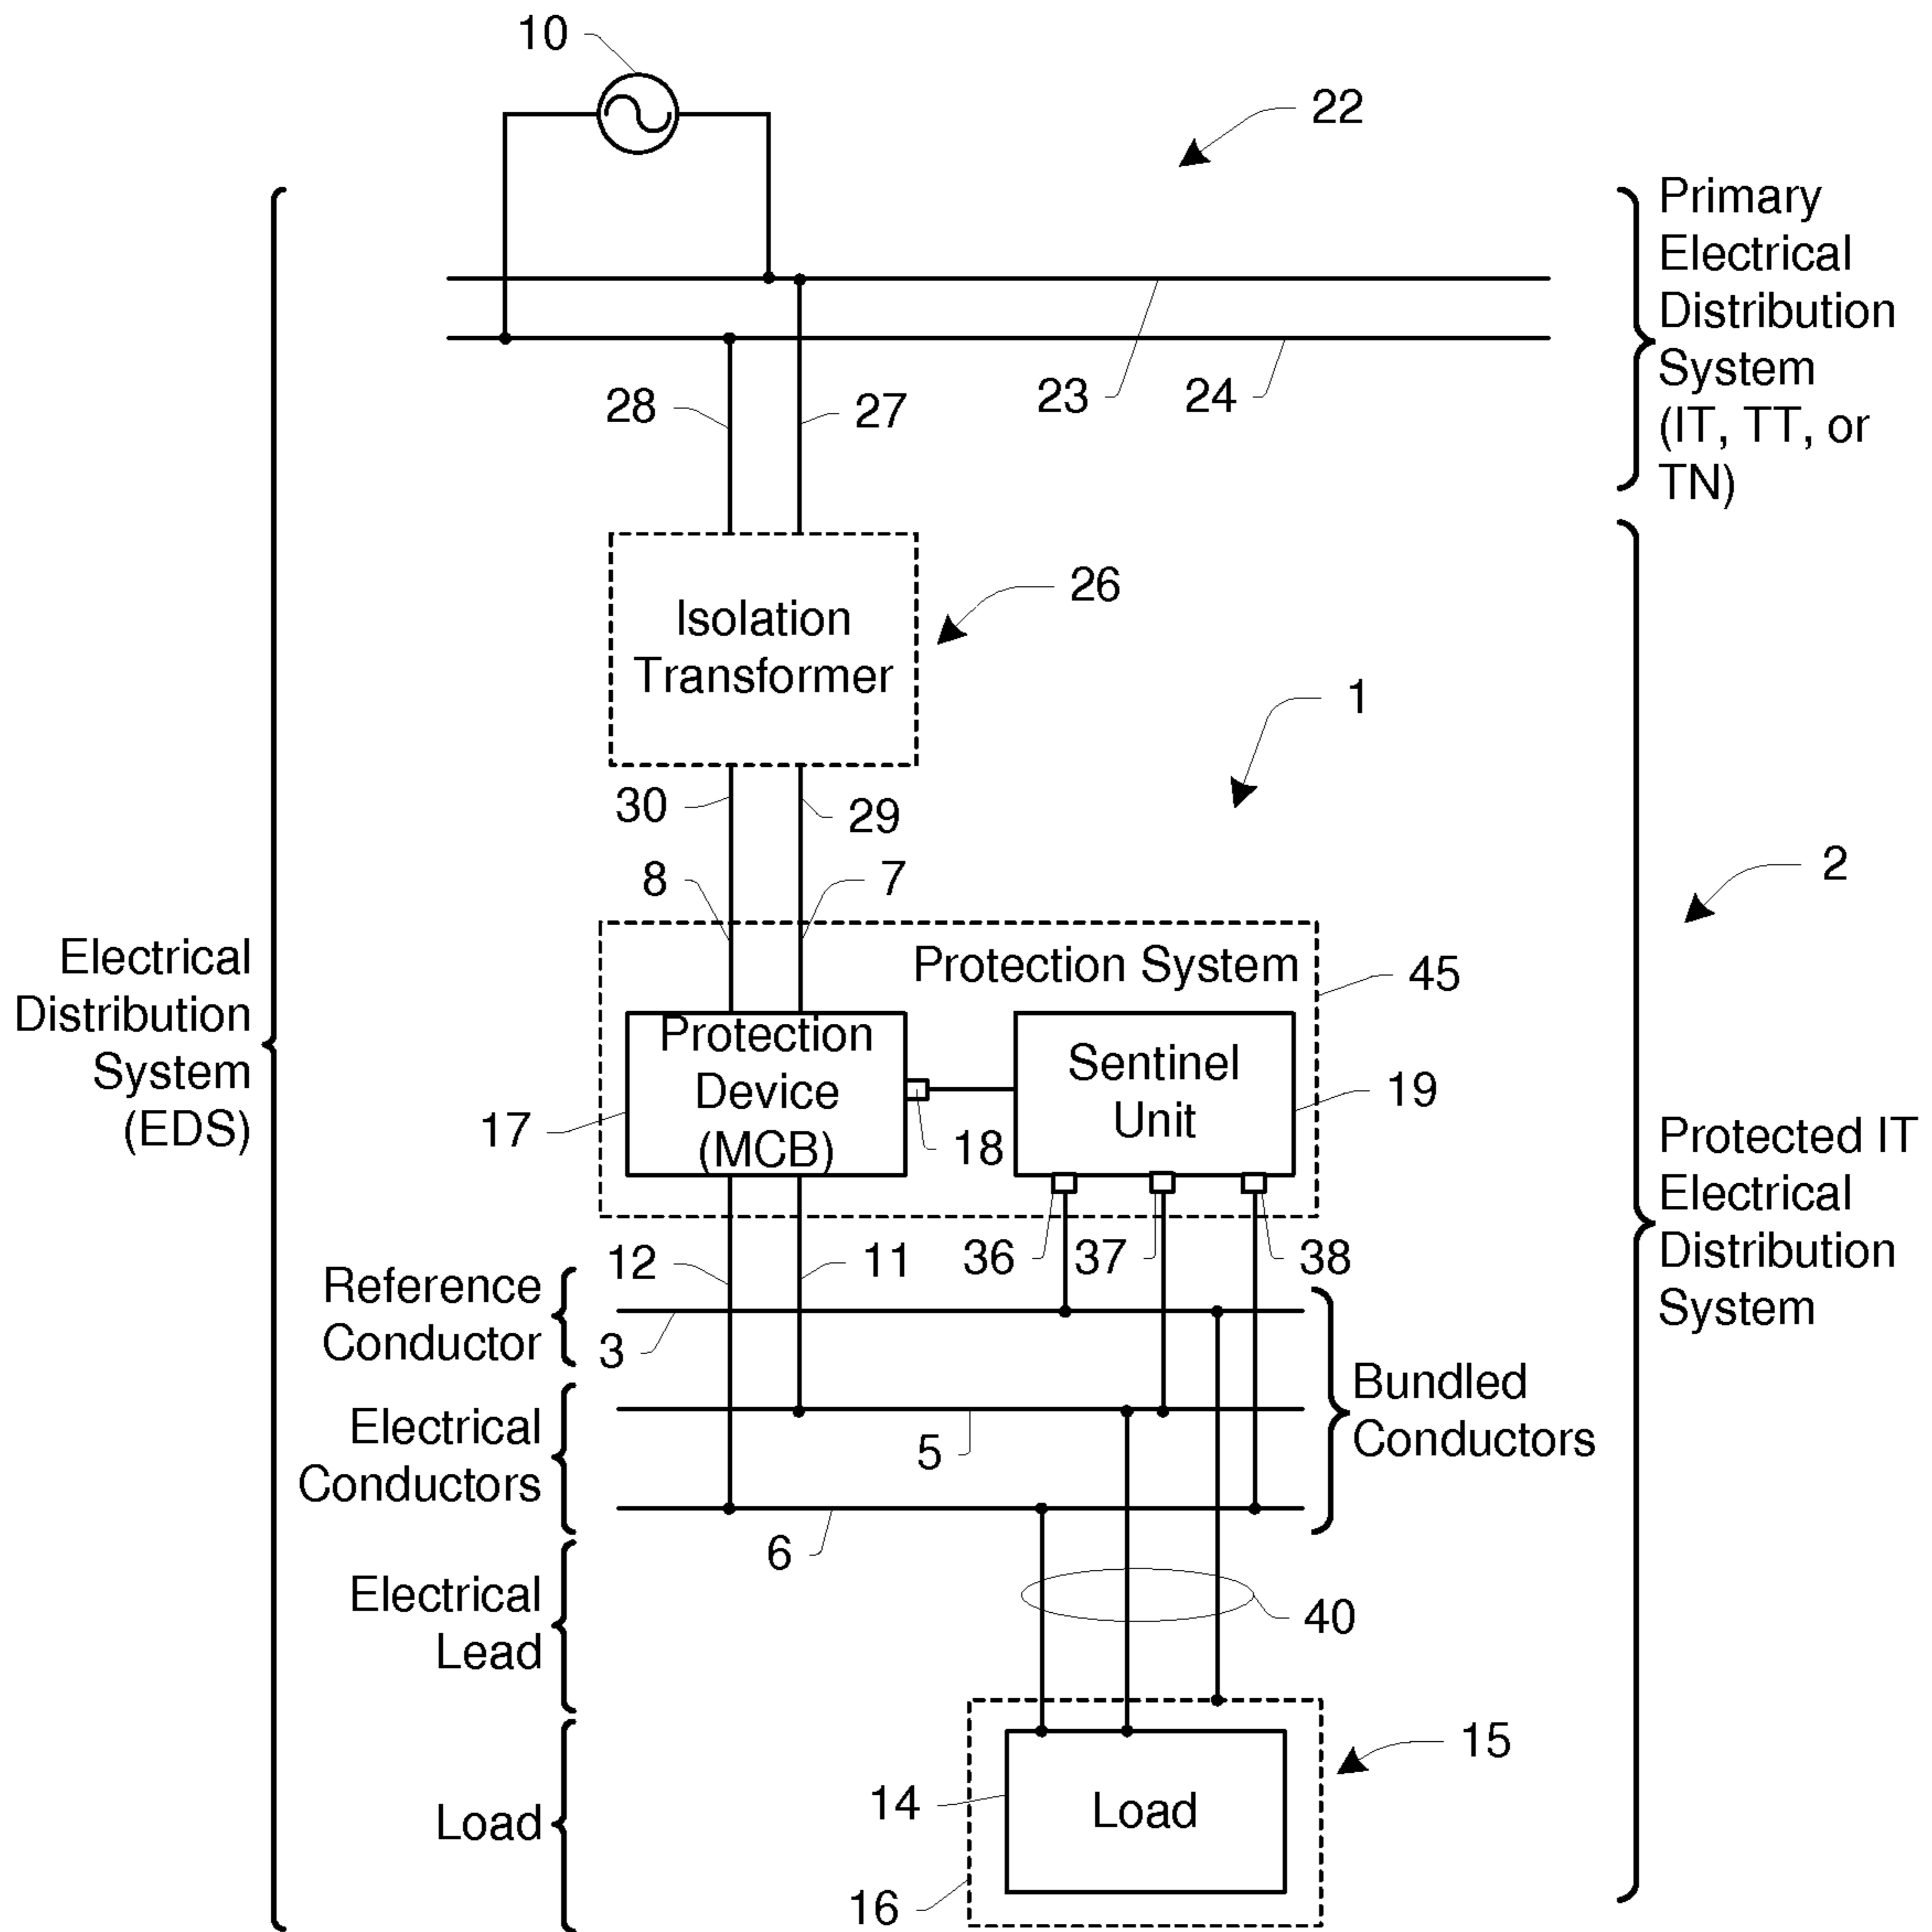 10
22
Primary
Electrical
Distribution
System
(IT, TT, or
TN)
28
27
23
24
Isolation
Transformer
26
1
30
29
8
7
2
Electrical
Distribution
System
(EDS)
Protection System
45
Protection
Device
(MCB)
Sentinel
Unit
17
18
19
Protected IT
Electrical
Distribution
System
12
11
36
37
38
Reference
Conductor
3
Electrical
Conductors
5
Bundled
Conductors
6
Electrical
Lead
40
15
Load
14
Load
16